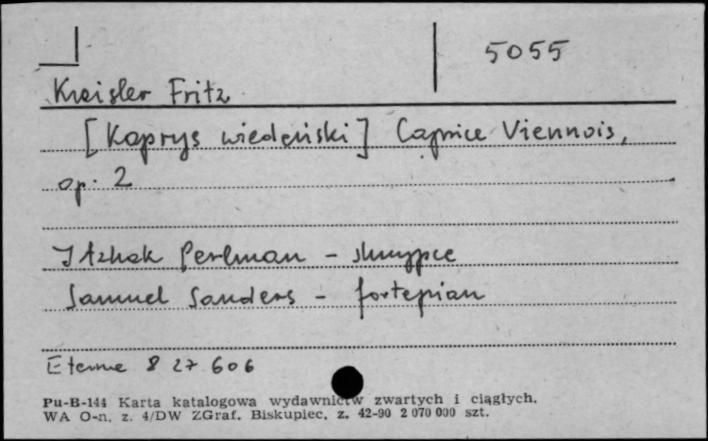 5055
Kreisler Fritz
[Kaprys wiedeński] Caprice Viennois,
op. 2
Itzhak Perlman - skrzypce
Samuel Sanders - fortepian
Eterna 8 27 606
Pu-B-144 Karta katalogowa wydawnictw zwartych i ciągłych.
WA O-n. z. 4/DW ZGraf. Biskupiec, z. 42-90 2 070 000 szt.